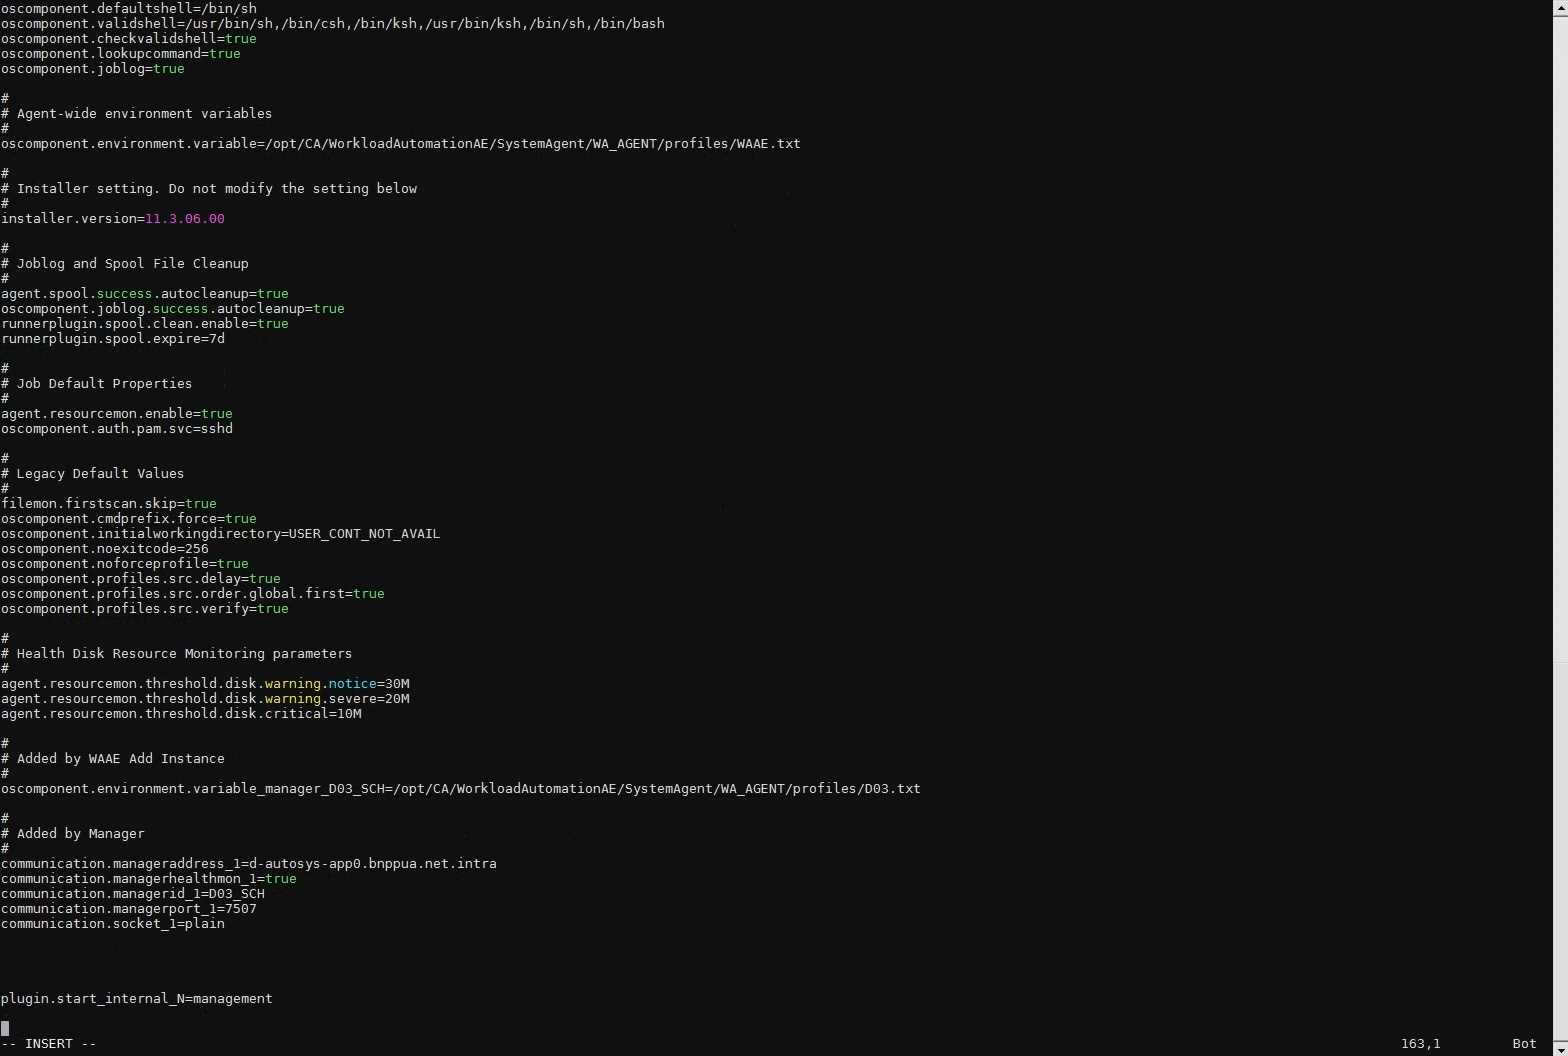 oscomponent.defaultshell=/bin/sh
oscomponent.validshell=/usr/bin/sh,/bin/csh,/bin/ksh,/usr/bin/ksh,/bin/sh,/bin/bash
oscomponent.checkvalidshell=true
oscomponent.lookupcommand=true
oscomponent.joblog=true
#
# Agent-wide environment variables
#
oscomponent.environment.variable=/opt/CA/WorkloadAutomationAE/SystemAgent/WA_AGENT/profiles/WAAE.txt
#
# Installer setting. Do not modify the setting below
#
installer.version=11.3.06.00
#
# Joblog and Spool File Cleanup
#
agent.spool.success.autocleanup=true
oscomponent.joblog.success.autocleanup=true
runnerplugin.spool.clean.enable=true
runnerplugin.spool.expire=7d
#
# Job Default Properties
#
agent.resourcemon.enable=true
oscomponent.auth.pam.svc=sshd
#
# Legacy Default Values
#
filemon.firstscan.skip=true
oscomponent.cmdprefix.force=true
oscomponent.initialworkingdirectory=USER_CONT_NOT_AVAIL
oscomponent.noexitcode=256
oscomponent.noforceprofile=true
oscomponent.profiles.src.delay=true
oscomponent.profiles.src.order.global.first=true
oscomponent.profiles.src.verify=true
#
# Health Disk Resource Monitoring parameters
#
agent.resourcemon.threshold.disk.warning.notice=30M
agent.resourcemon.threshold.disk.warning.severe=20M
agent.resourcemon.threshold.disk.critical=10M
#
# Added by WAAE Add Instance
#
oscomponent.environment.variable_manager_D03_SCH=/opt/CA/WorkloadAutomationAE/SystemAgent/WA_AGENT/profiles/D03.txt
#
# Added by Manager
#
communication.manageraddress_1=d-autosys-app0.bnppua.net.intra
communication.managerhealthmon_1=true
communication.managerid_1=D03_SCH
communication.managerport_1=7507
communication.socket_1=plain
plugin.start_internal_N=management
-- INSERT -- 163,1 Bot